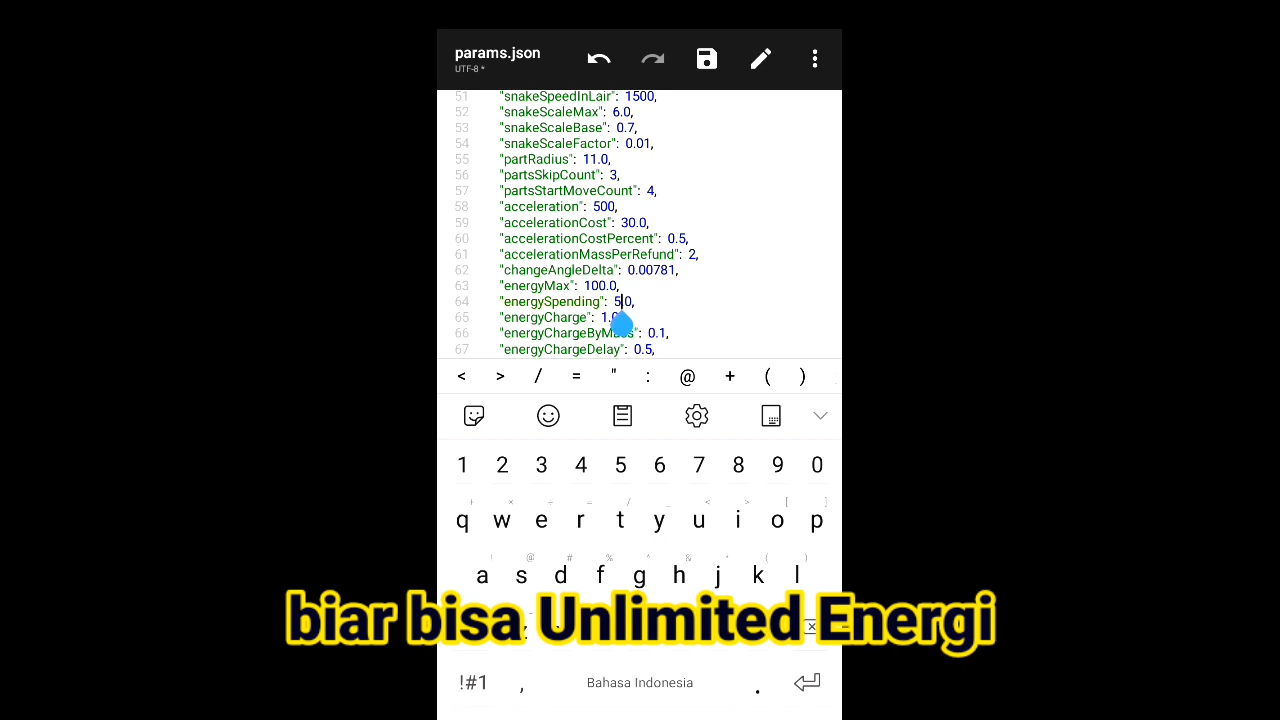 params.json
UTF-8 *
51 "snakeSpeedInLair": 1500,
52 "snakeScaleMax": 6.0,
53 "snakeScaleBase": 0.7,
54 "snakeScaleFactor": 0.01,
55 "partRadius": 11.0,
56 "partsSkipCount": 3,
57 "partsStartMoveCount": 4,
58 "acceleration": 500,
59 "accelerationCost": 30.0,
60 "accelerationCostPercent": 0.5,
61 "accelerationMassPerRefund": 2,
62 "changeAngleDelta": 0.00781,
63 "energyMax": 100.0,
64 "energySpending": 5.0,
65 "energyCharge": 1.0
66 "energyChargeByMass": 0.1,
67 "energyChargeDelay": 0.5,
< > / = " : @ + ( )
1 2 3 4 5 6 7 8 9 0
+ × ÷ = / _ < > [ ]
q w e r t y u i o p
! @ # % ^ & * ( )
a s d f g h j k l
biar bisa Unlimited Energi
!#1 , Bahasa Indonesia .